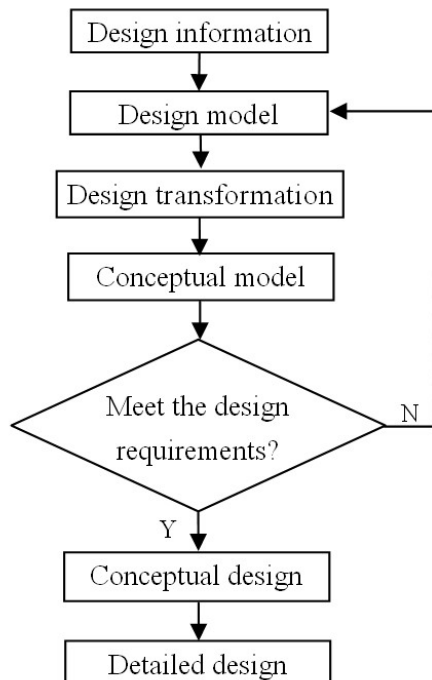 Design information
Design model
Design transformation
Conceptual model
Meet the design
requirements?
N
Y
Conceptual design
Detailed design